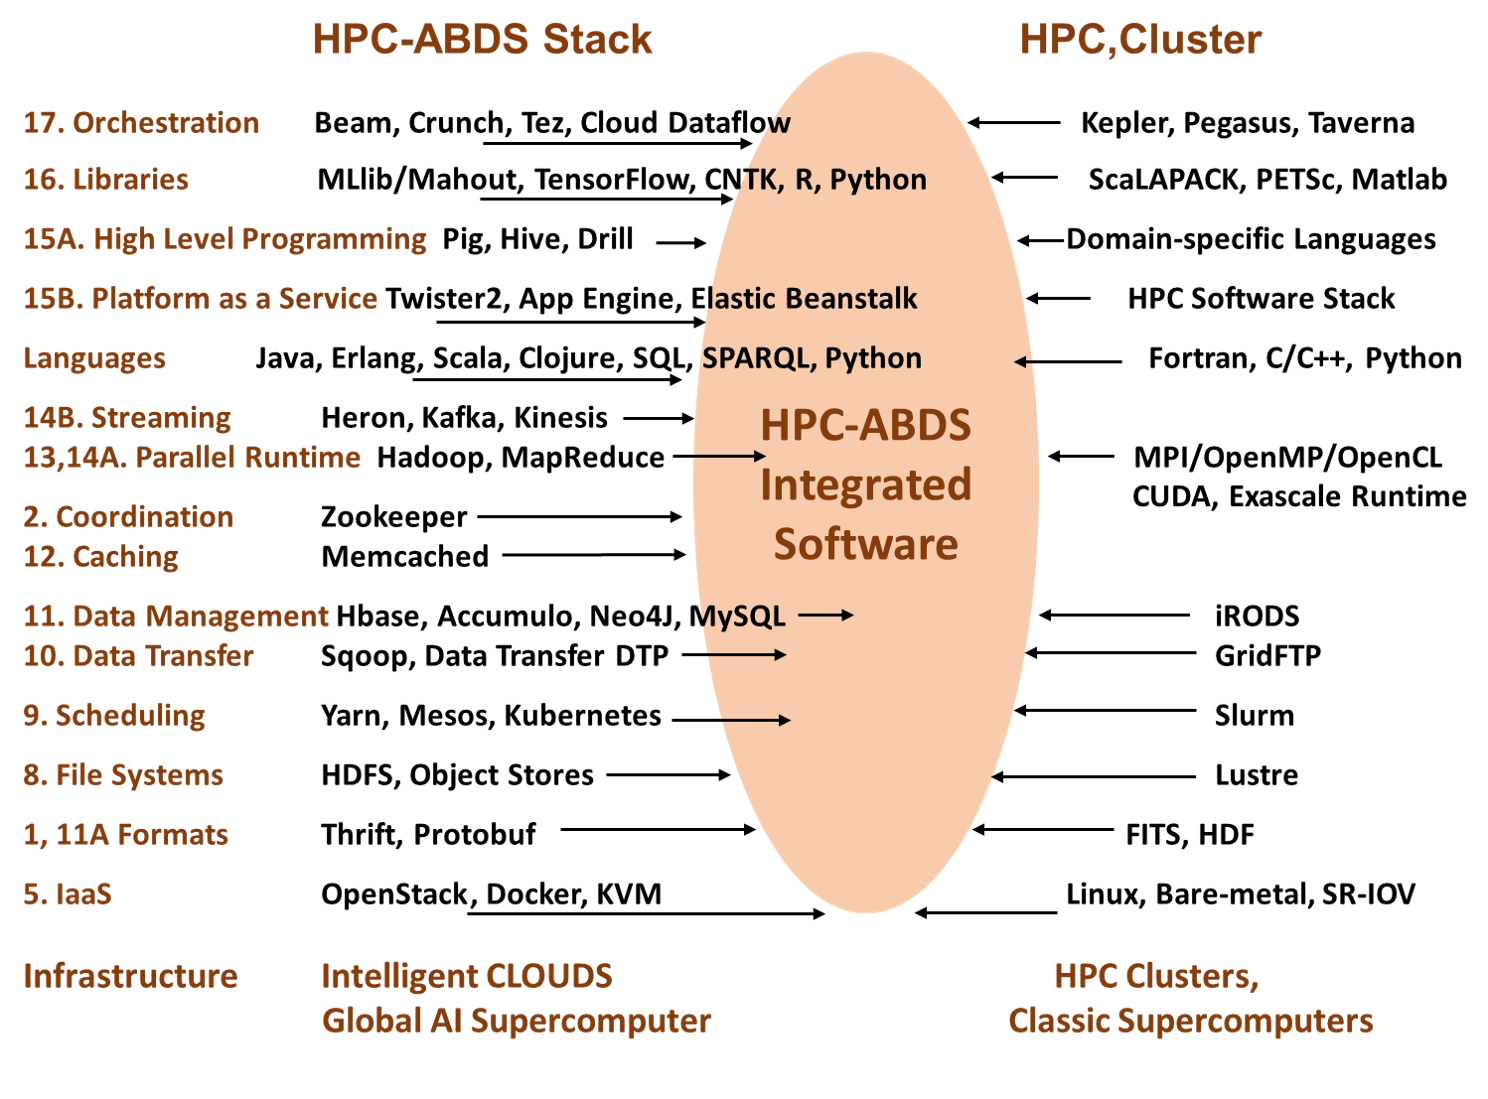 HPC-ABDS Stack HPC,Cluster
17. Orchestration Beam, Crunch, Tez, Cloud Dataflow Kepler, Pegasus, Taverna
16. Libraries MLlib/Mahout, TensorFlow, CNTK, R, Python ScaLAPACK, PETSc, Matlab
15A. High Level Programming Pig, Hive, Drill Domain-specific Languages
15B. Platform as a Service Twister2, App Engine, Elastic Beanstalk HPC Software Stack
Languages Java, Erlang, Scala, Clojure, SQL, SPARQL, Python Fortran, C/C++, Python
14B. Streaming Heron, Kafka, Kinesis
13,14A. Parallel Runtime Hadoop, MapReduce MPI/OpenMP/OpenCL
CUDA, Exascale Runtime
HPC-ABDS
Integrated
Software
2. Coordination Zookeeper
12. Caching Memcached
11. Data Management Hbase, Accumulo, Neo4J, MySQL iRODS
10. Data Transfer Sqoop, Data Transfer DTP GridFTP
9. Scheduling Yarn, Mesos, Kubernetes Slurm
8. File Systems HDFS, Object Stores Lustre
1, 11A Formats Thrift, Protobuf FITS, HDF
5. IaaS OpenStack, Docker, KVM Linux, Bare-metal, SR-IOV
Infrastructure Intelligent CLOUDS HPC Clusters,
Global AI Supercomputer Classic Supercomputers